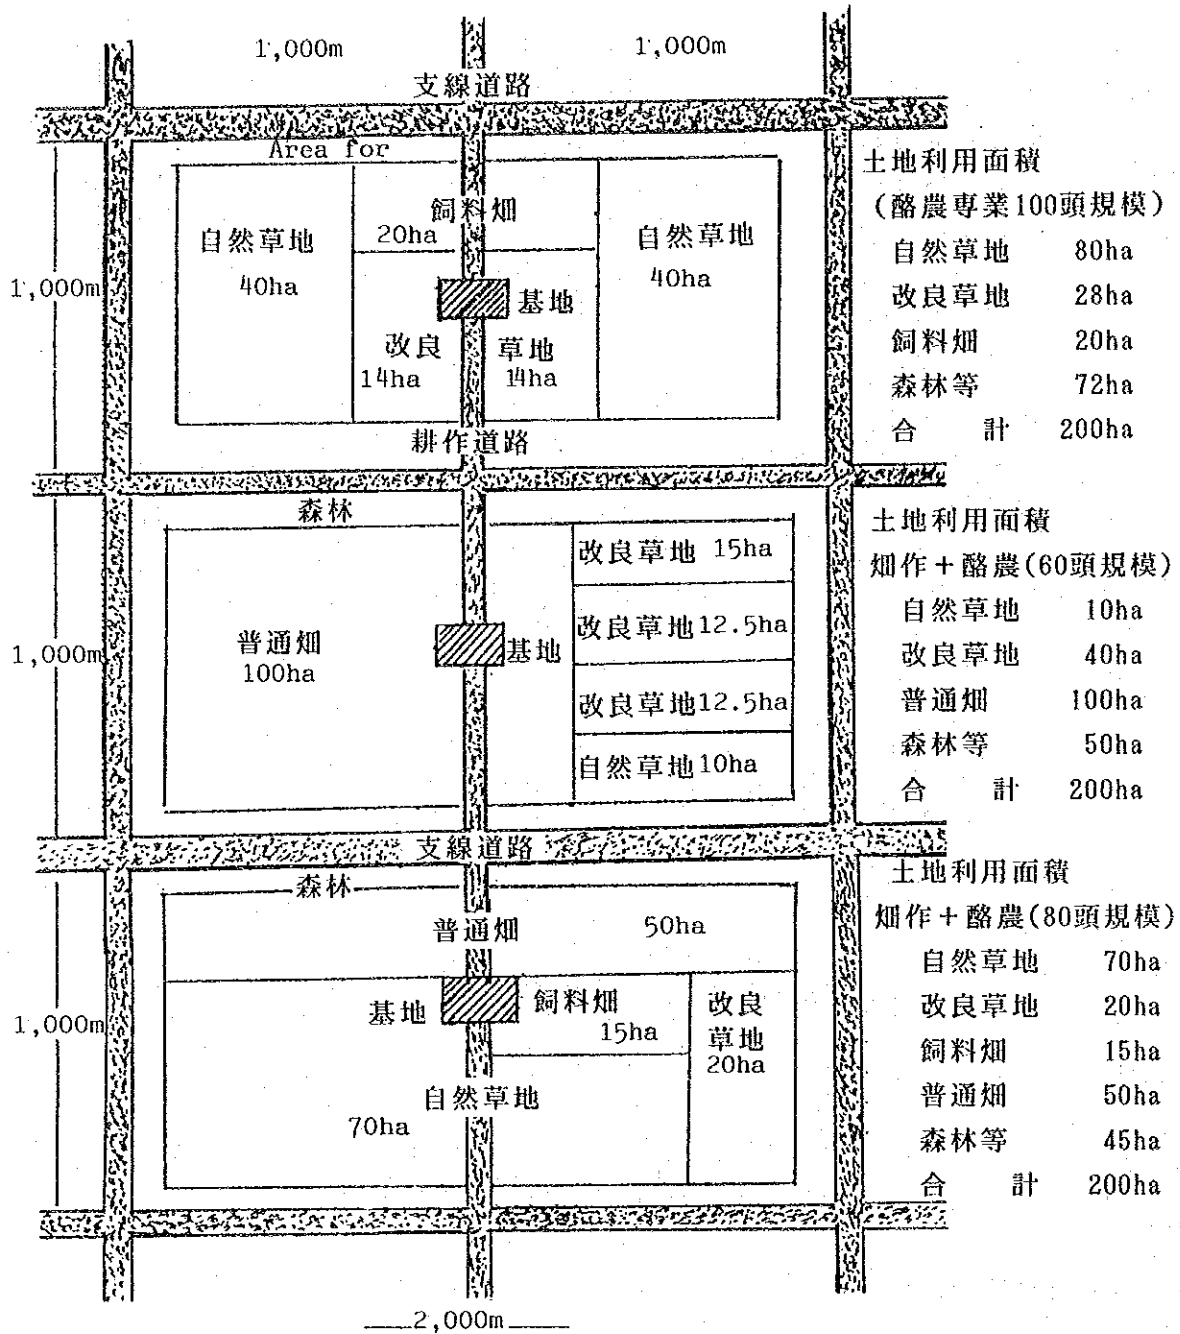 1,000m 1,000m
支線道路
Area for
飼料畑
20ha
自然草地
40ha
自然草地
40ha
1,000m
基地
改良 草地
14ha 14ha
耕作道路
土地利用面積
(酪農専業100頭規模)
自然草地 80ha
改良草地 28ha
飼料畑 20ha
森林等 72ha
合 計 200ha
森林
改良草地 15ha
改良草地12.5ha
改良草地12.5ha
自然草地10ha
普通畑
100ha
基地
1,000m
土地利用面積
畑作+酪農(60頭規模)
自然草地 10ha
改良草地 40ha
普通畑 100ha
森林等 50ha
合 計 200ha
支線道路
森林
普通畑 50ha
基地
飼料畑
15ha
改良
草地
20ha
1,000m
自然草地
70ha
土地利用面積
畑作+酪農(80頭規模)
自然草地 70ha
改良草地 20ha
飼料畑 15ha
普通畑 50ha
森林等 45ha
合 計 200ha
2,000m